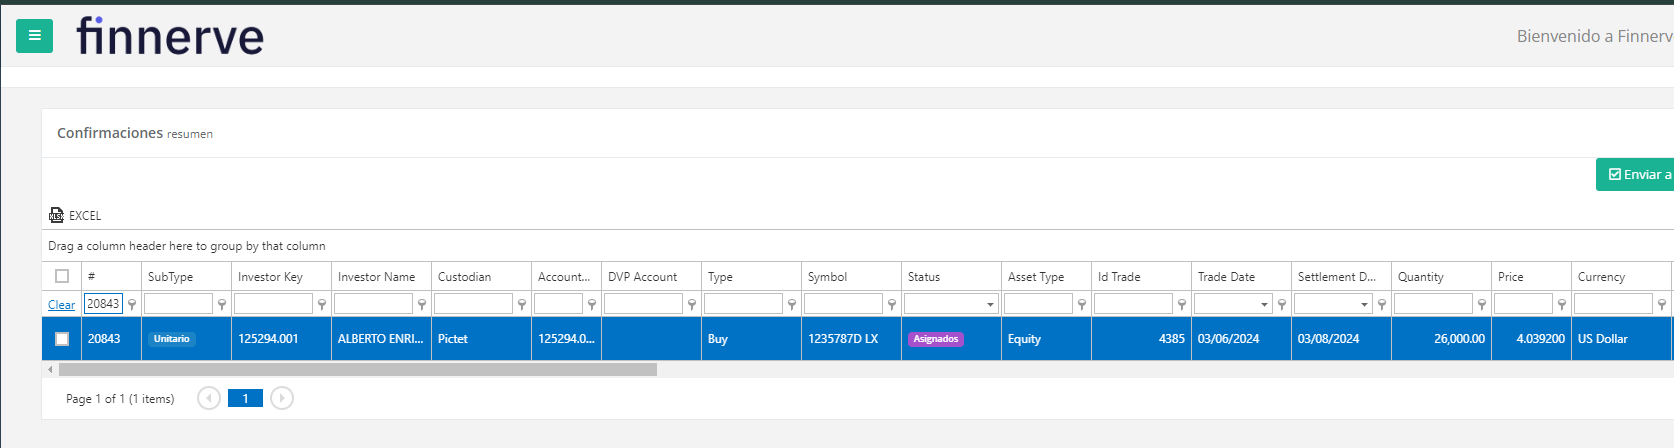 finnerve
Bienvenido a Finnerv
Confirmaciones resumen
Enviar a
EXCEL
Drag a column header here to group by that column
# SubType Investor Key Investor Name Custodian Account... DVP Account Type Symbol Status Asset Type Id Trade Trade Date Settlement D... Quantity Price Currency
Clear 20843
20843 Unitario 125294.001 ALBERTO ENRI... Pictet 125294.0... Buy 1235787D LX Asignados Equity 4385 03/06/2024 03/08/2024 26,000.00 4.039200 US Dollar
Page 1 of 1 (1 items) 1